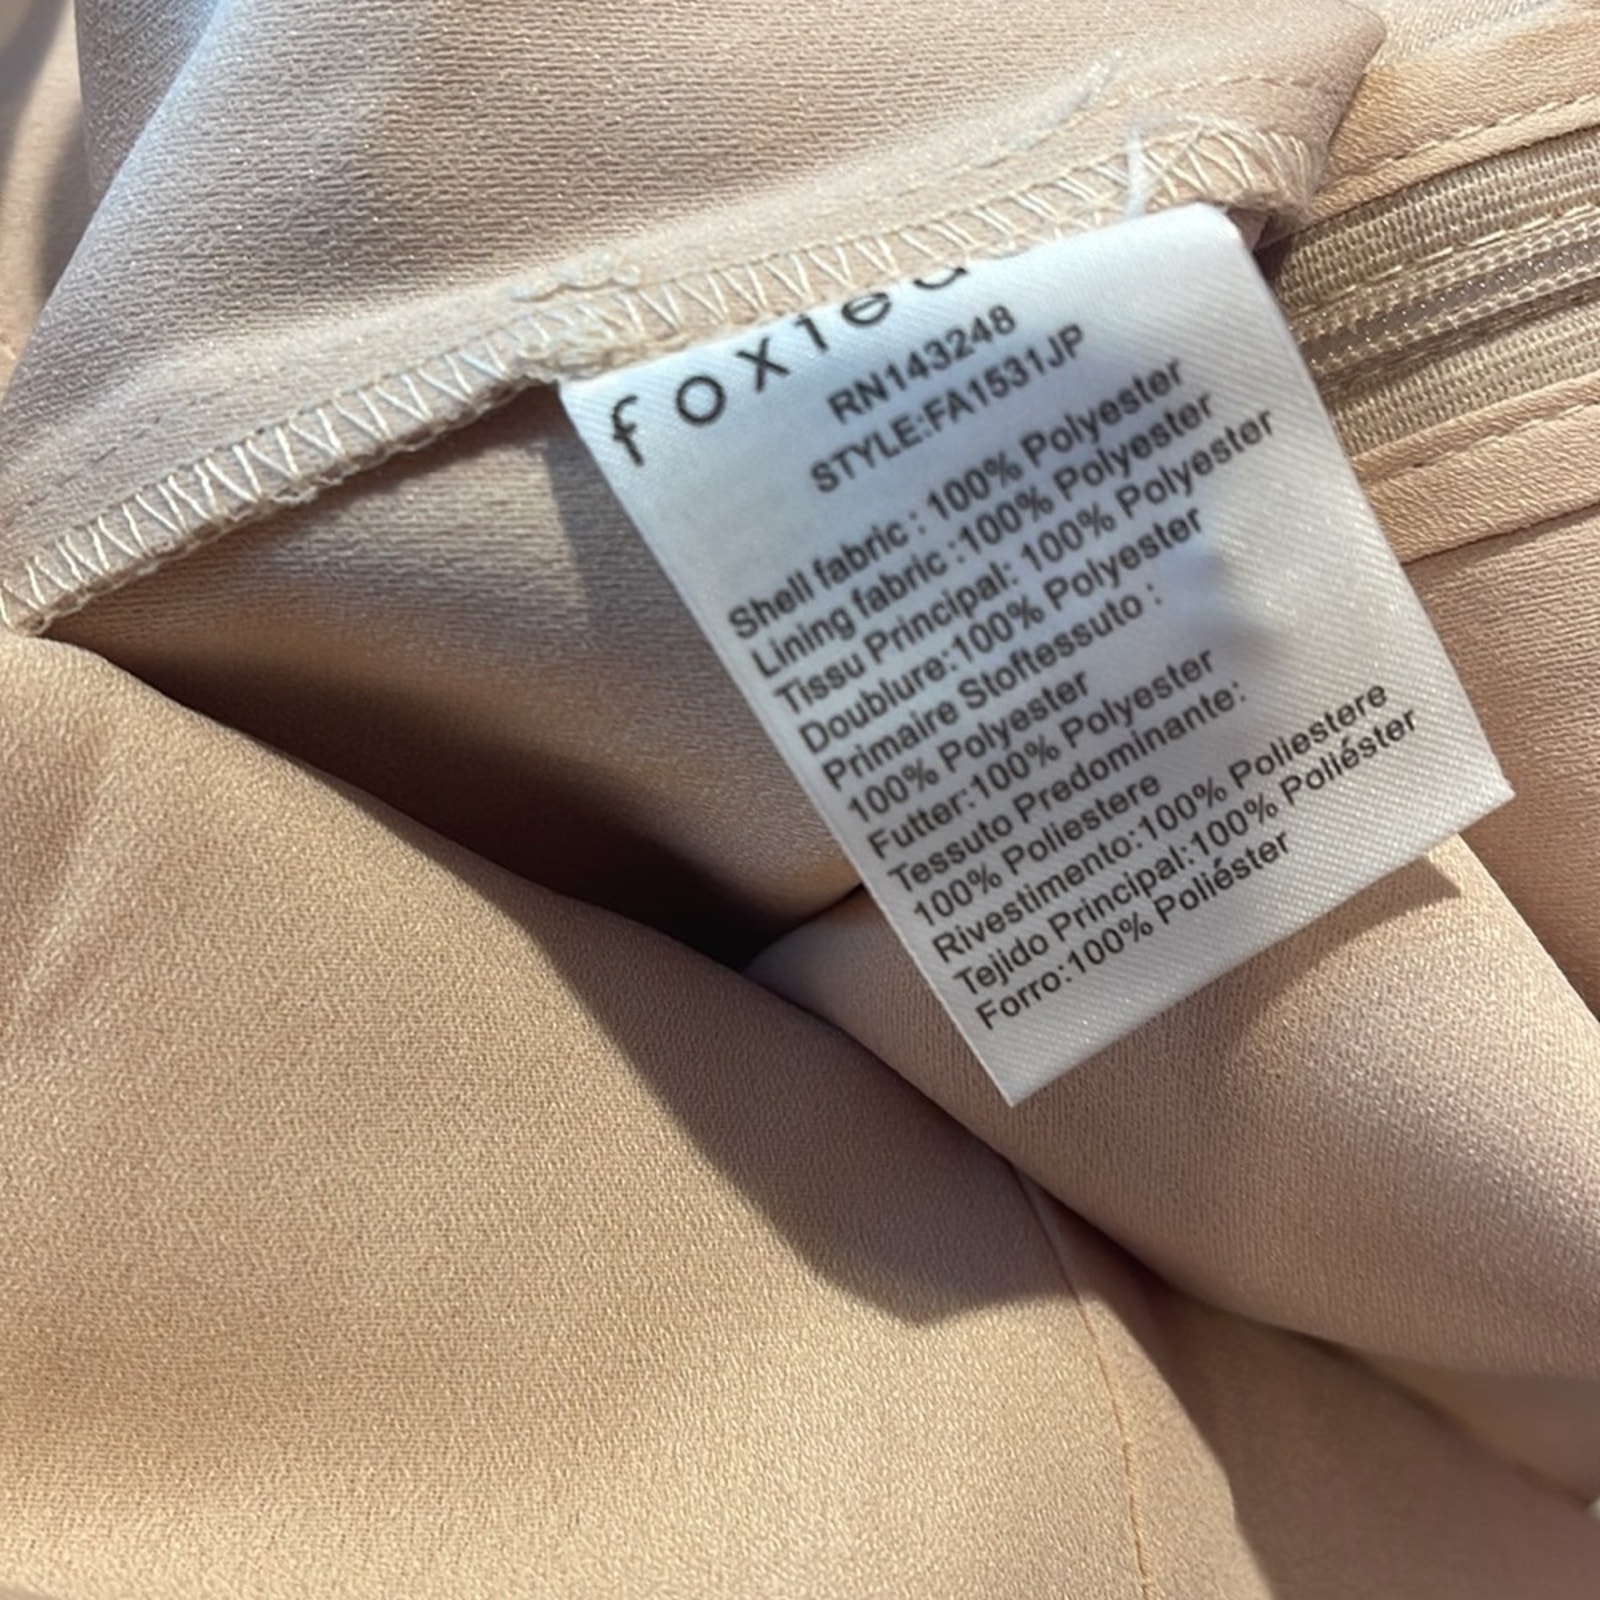 foxied
RN143248
STYLE:FA1531JP
Shell fabric : 100% Polyester
Lining fabric :100% Polyester
Tissu Principal: 100% Polyester
Doublure:100% Polyester
Primaire Stoftessuto :
100% Polyester
Futter:100% Polyester
Tessuto Predominante:
100% Poliestere
Rivestimento:100% Poliestere
Tejido Principal:100% Poliéster
Forro:100% Poliéster